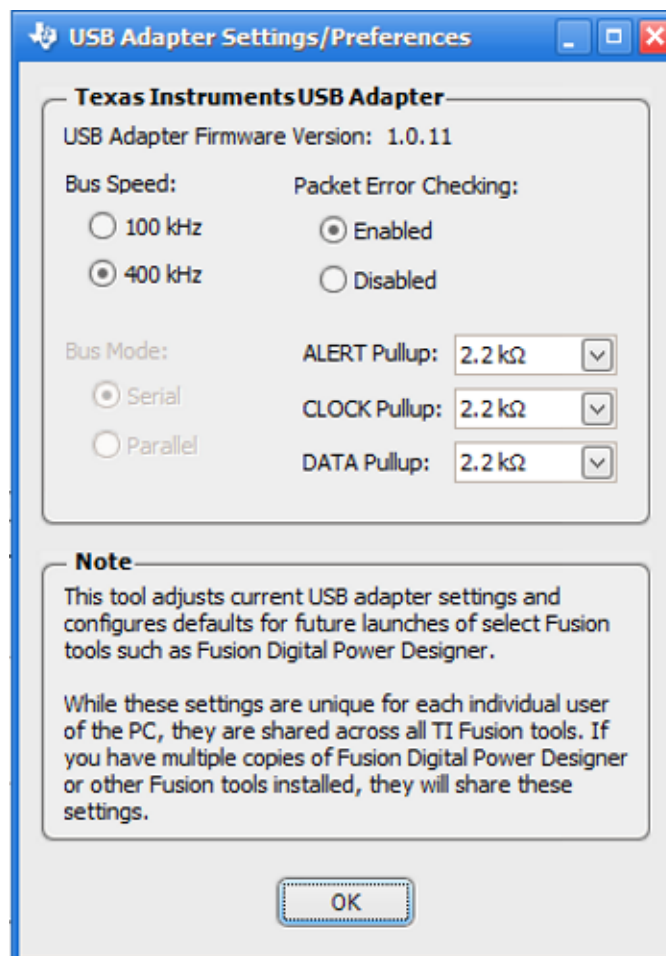 USB Adapter Settings/Preferences
Texas Instruments USB Adapter
USB Adapter Firmware Version: 1.0.11
Bus Speed:
100 kHz
400 kHz
Packet Error Checking:
Enabled
Disabled
Bus Mode:
Serial
Parallel
ALERT Pullup: 2.2 kΩ
CLOCK Pullup: 2.2 kΩ
DATA Pullup: 2.2 kΩ
Note
This tool adjusts current USB adapter settings and
configures defaults for future launches of select Fusion
tools such as Fusion Digital Power Designer.
While these settings are unique for each individual user
of the PC, they are shared across all TI Fusion tools. If
you have multiple copies of Fusion Digital Power Designer
or other Fusion tools installed, they will share these
settings.
OK